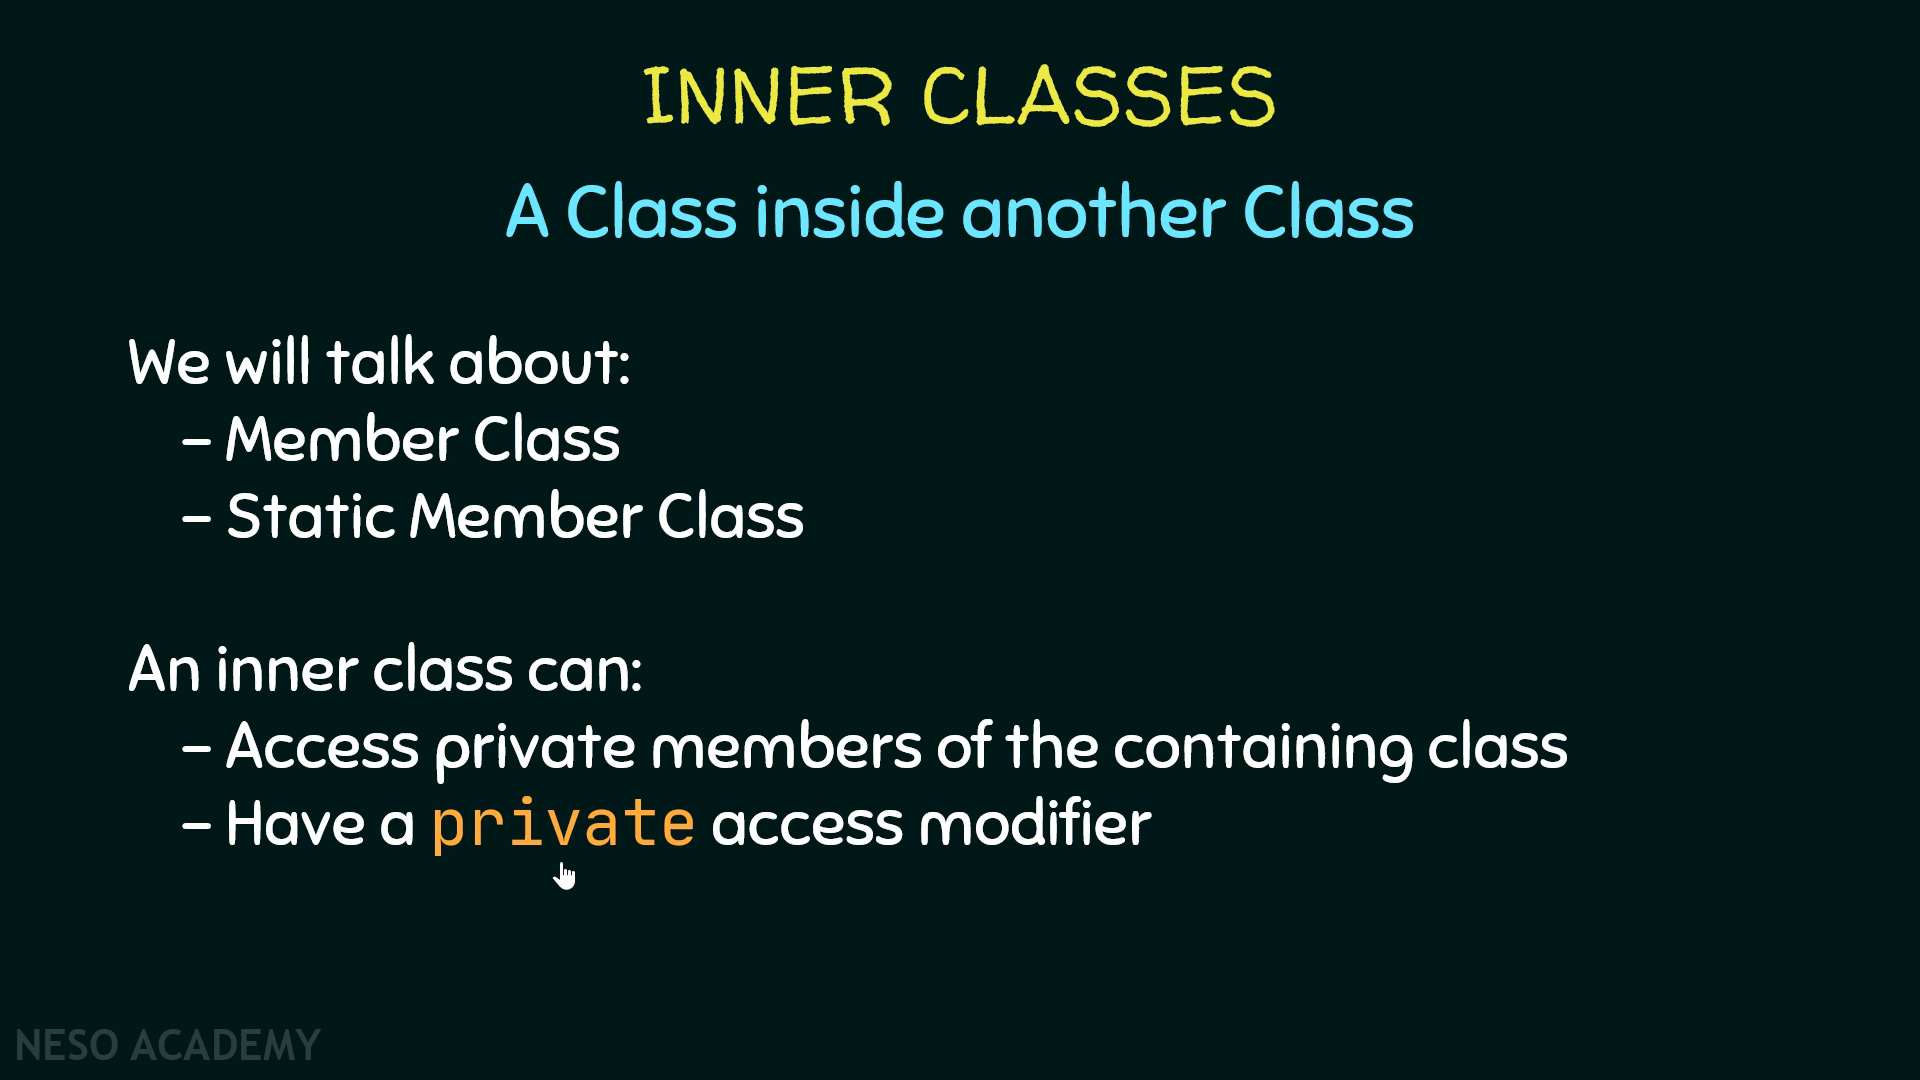 INNER CLASSES
A Class inside another Class
We will talk about:
– Member Class
– Static Member Class
An inner class can:
– Access private members of the containing class
– Have a private access modifier
NESO ACADEMY